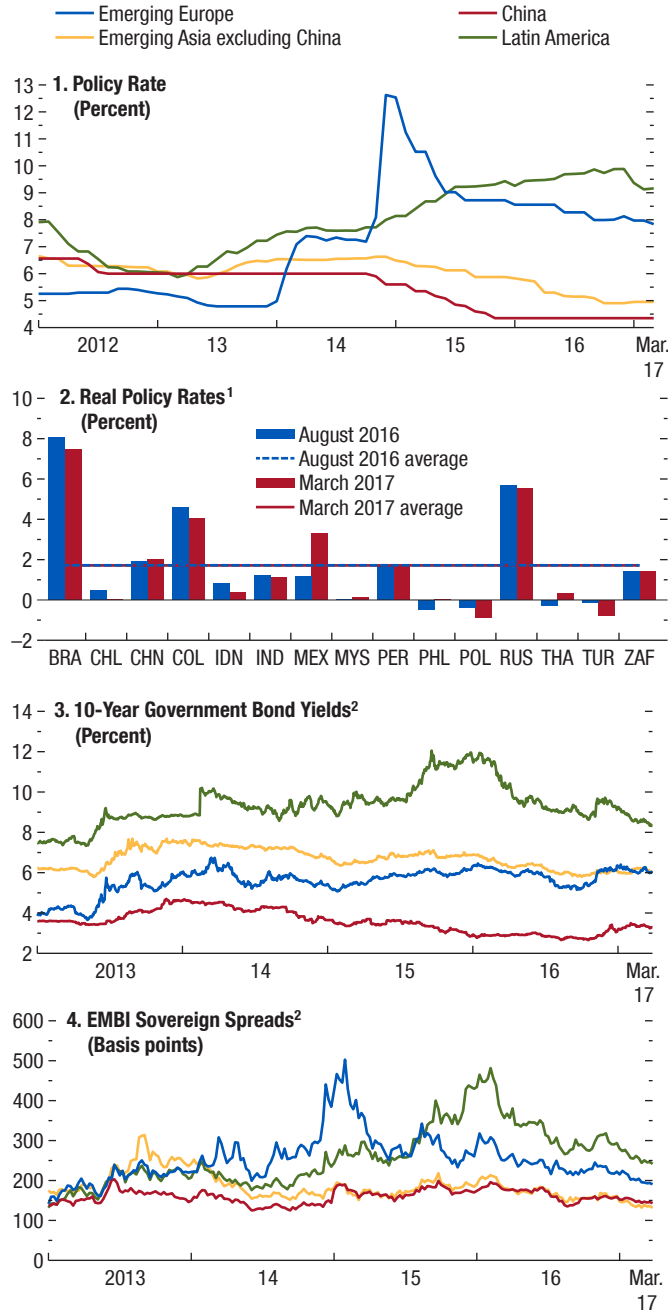 Emerging Europe
China
Emerging Asia excluding China
Latin America
1. Policy Rate
(Percent)
13
12
11
10
9
8
7
6
5
4
2012
13
14
15
16
Mar.
17
2. Real Policy Rates1
(Percent)
August 2016
August 2016 average
March 2017
March 2017 average
10
8
6
4
2
0
–2
BRA CHL CHN COL IDN IND MEX MYS PER PHL POL RUS THA TUR ZAF
3. 10-Year Government Bond Yields2
(Percent)
14
12
10
8
6
4
2
2013
14
15
16
Mar.
17
4. EMBI Sovereign Spreads2
(Basis points)
600
500
400
300
200
100
0
2013
14
15
16
Mar.
17